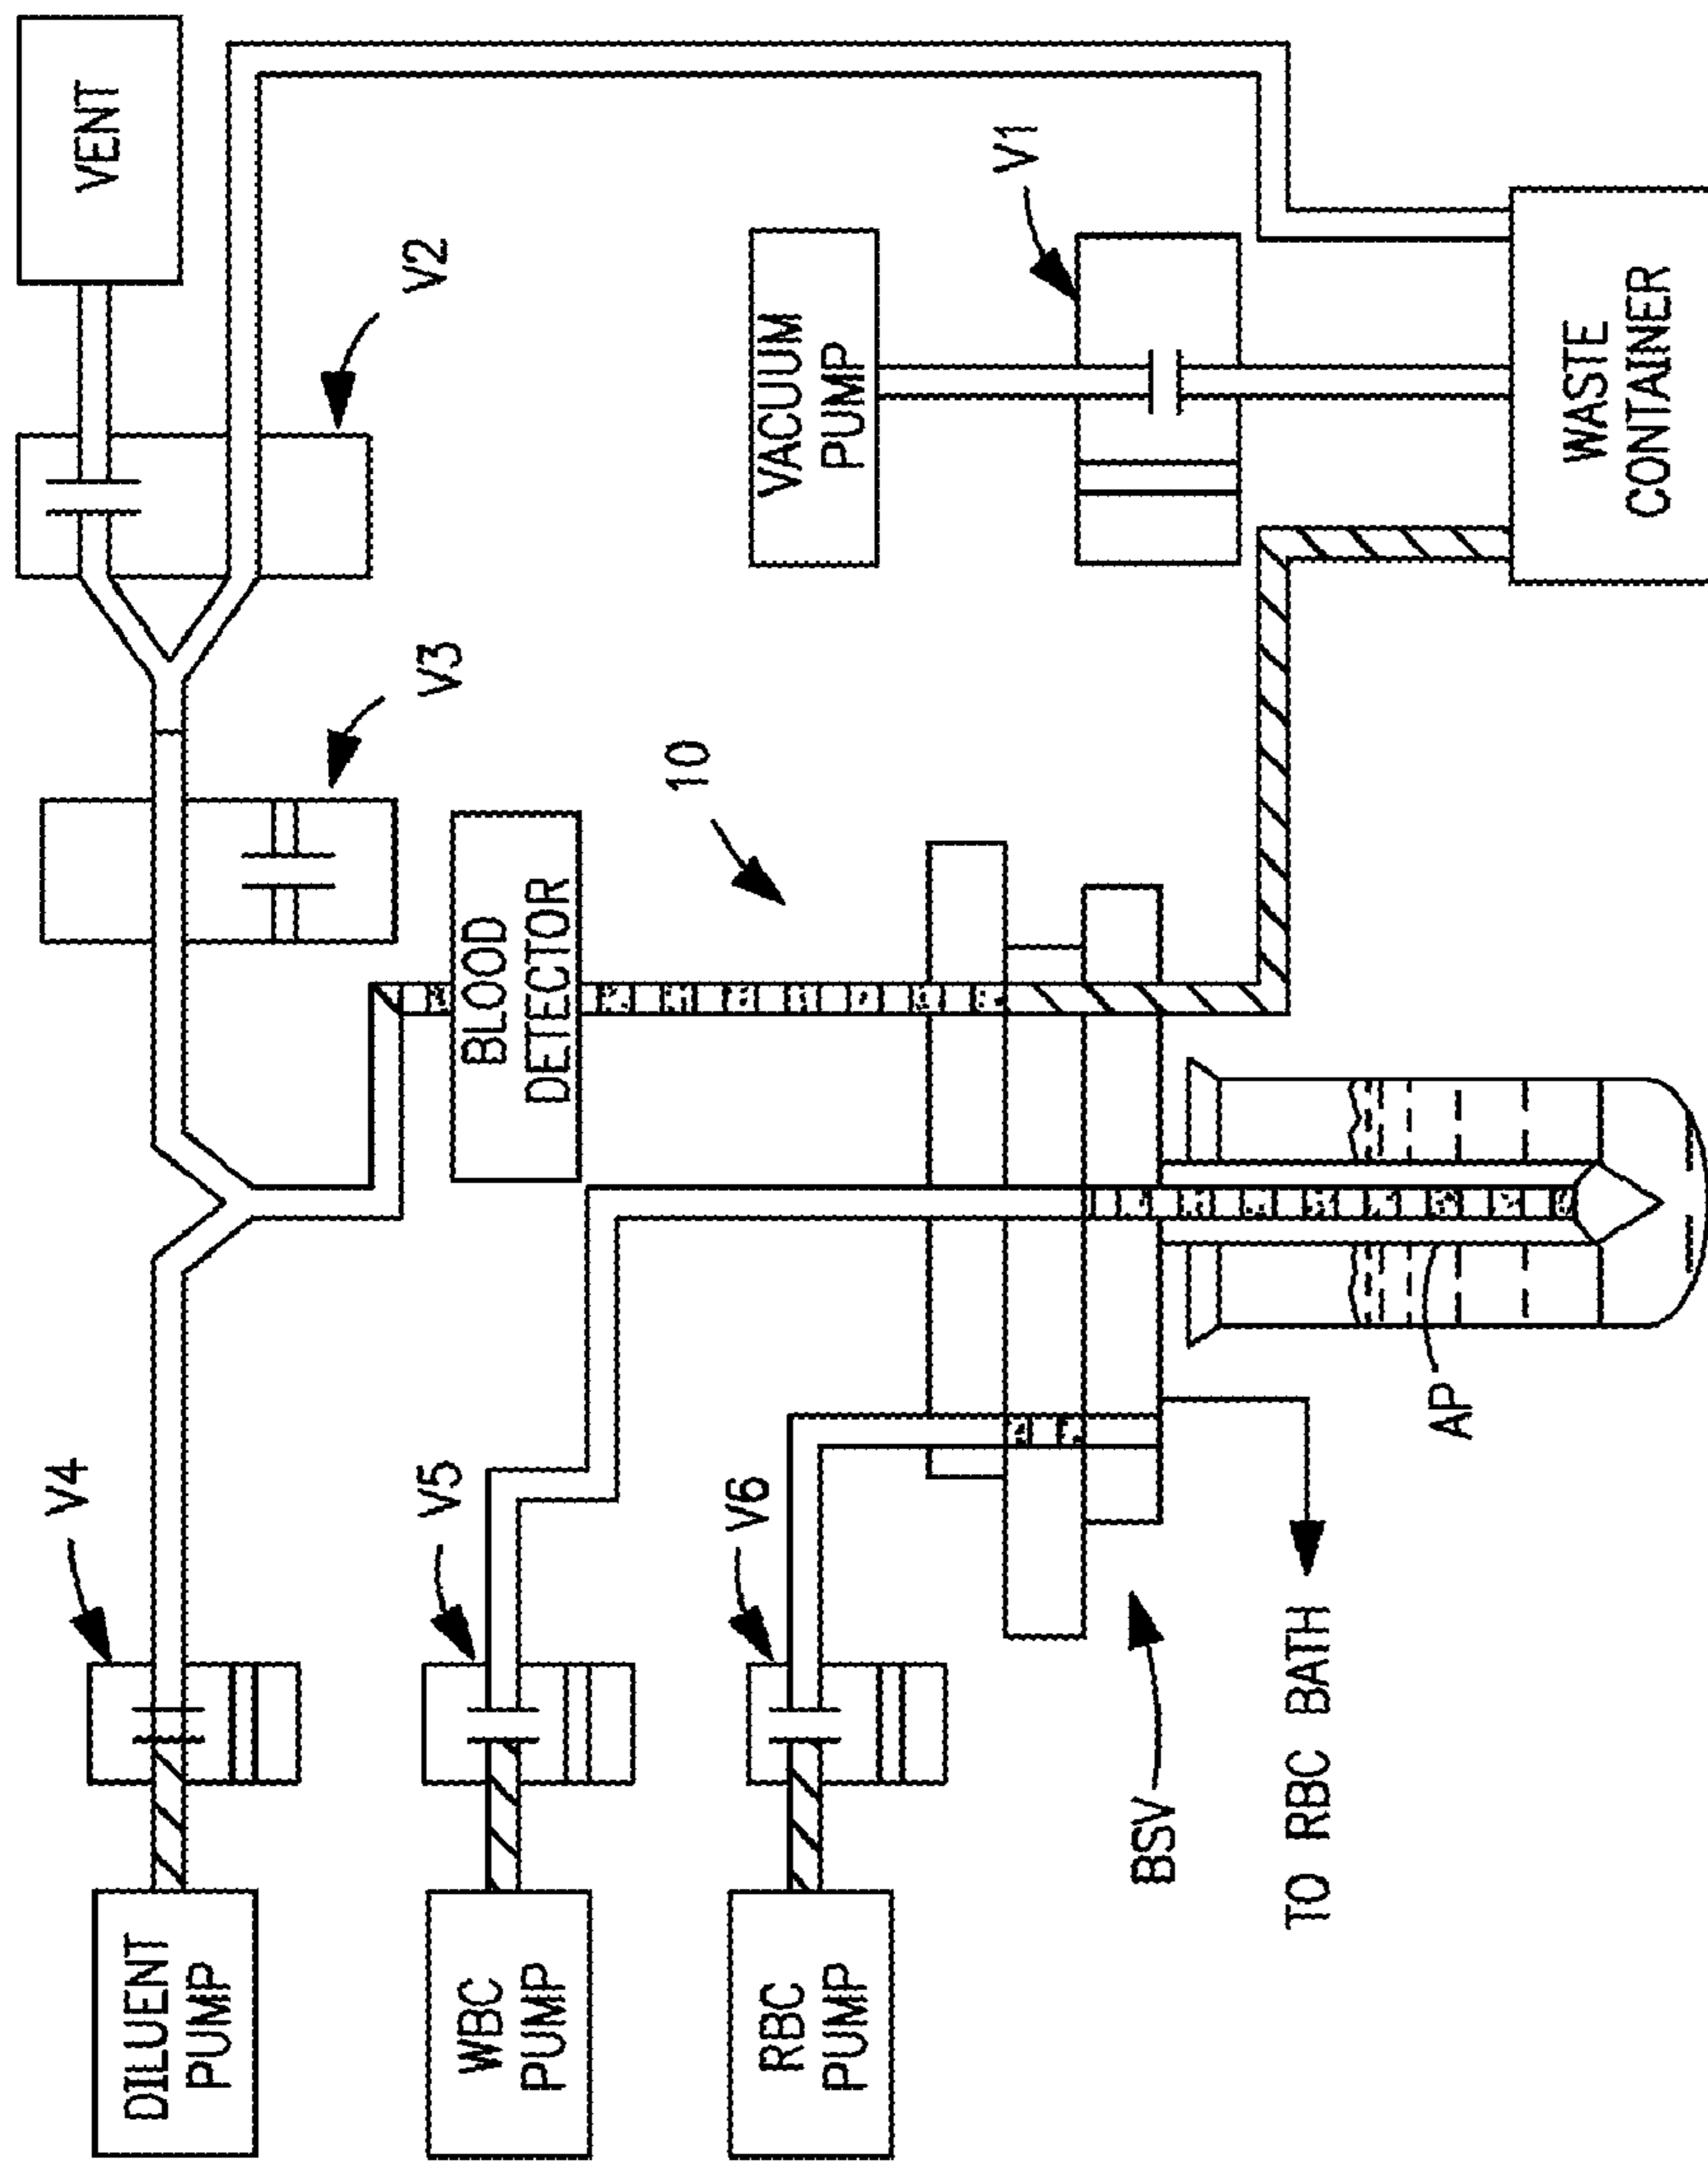 DILUENT
PUMP
V4
WBC
PUMP
V5
RBC
PUMP
V6
BSV
TO RBC BATH
AP
BLOOD
DETECTOR
10
V3
V2
VENT
VACUUM
PUMP
V1
WASTE
CONTAINER